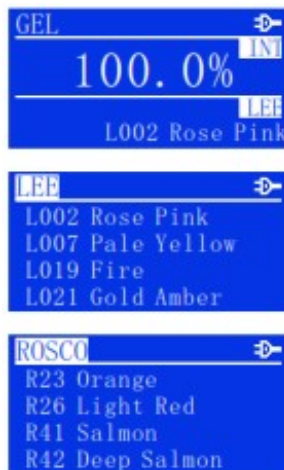 GEL
INT
100.0%
LEE
L002 Rose Pink
LEE
L002 Rose Pink
L007 Pale Yellow
L019 Fire
L021 Gold Amber
ROSCO
R23 Orange
R26 Light Red
R41 Salmon
R42 Deep Salmon